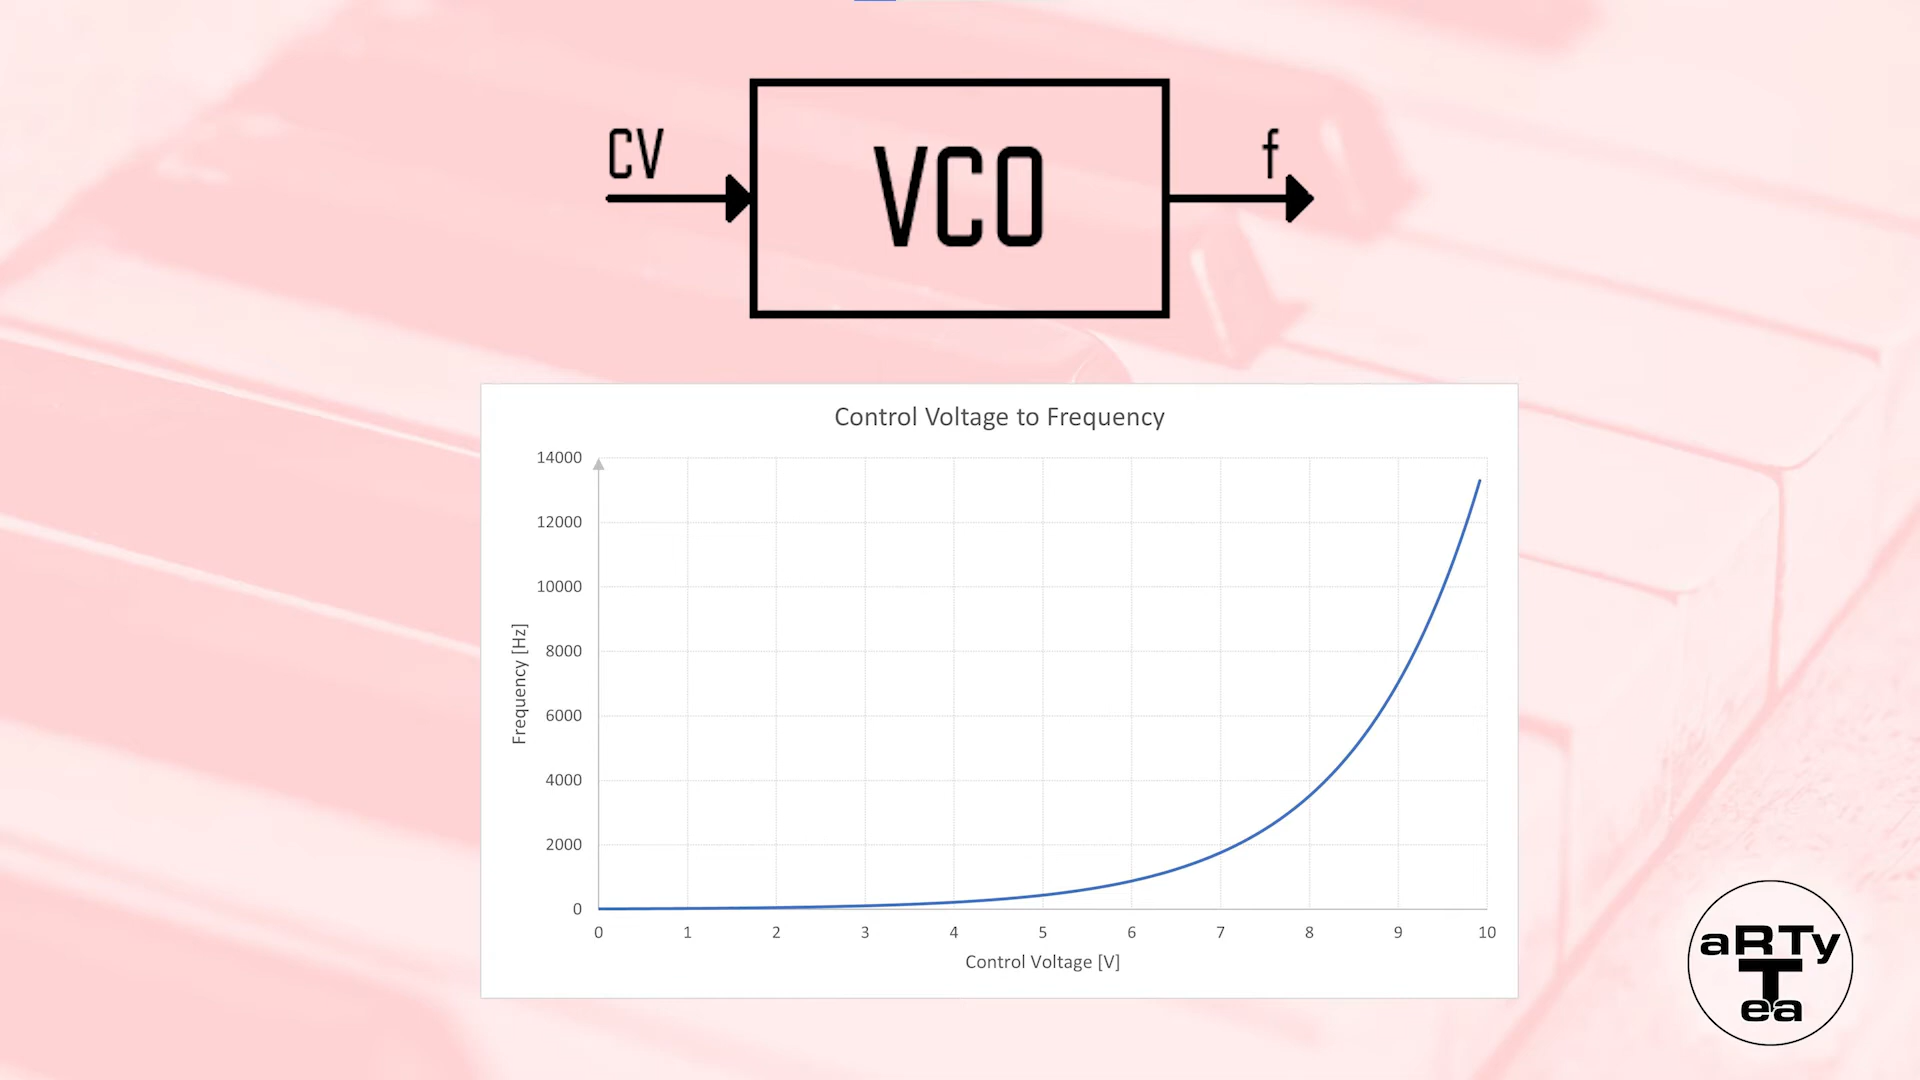 CV
VCO
f
Control Voltage to Frequency
14000
12000
10000
8000
6000
4000
2000
0
Frequency [Hz]
0 1 2 3 4 5 6 7 8 9 10
Control Voltage [V]
aRTy
T
ea